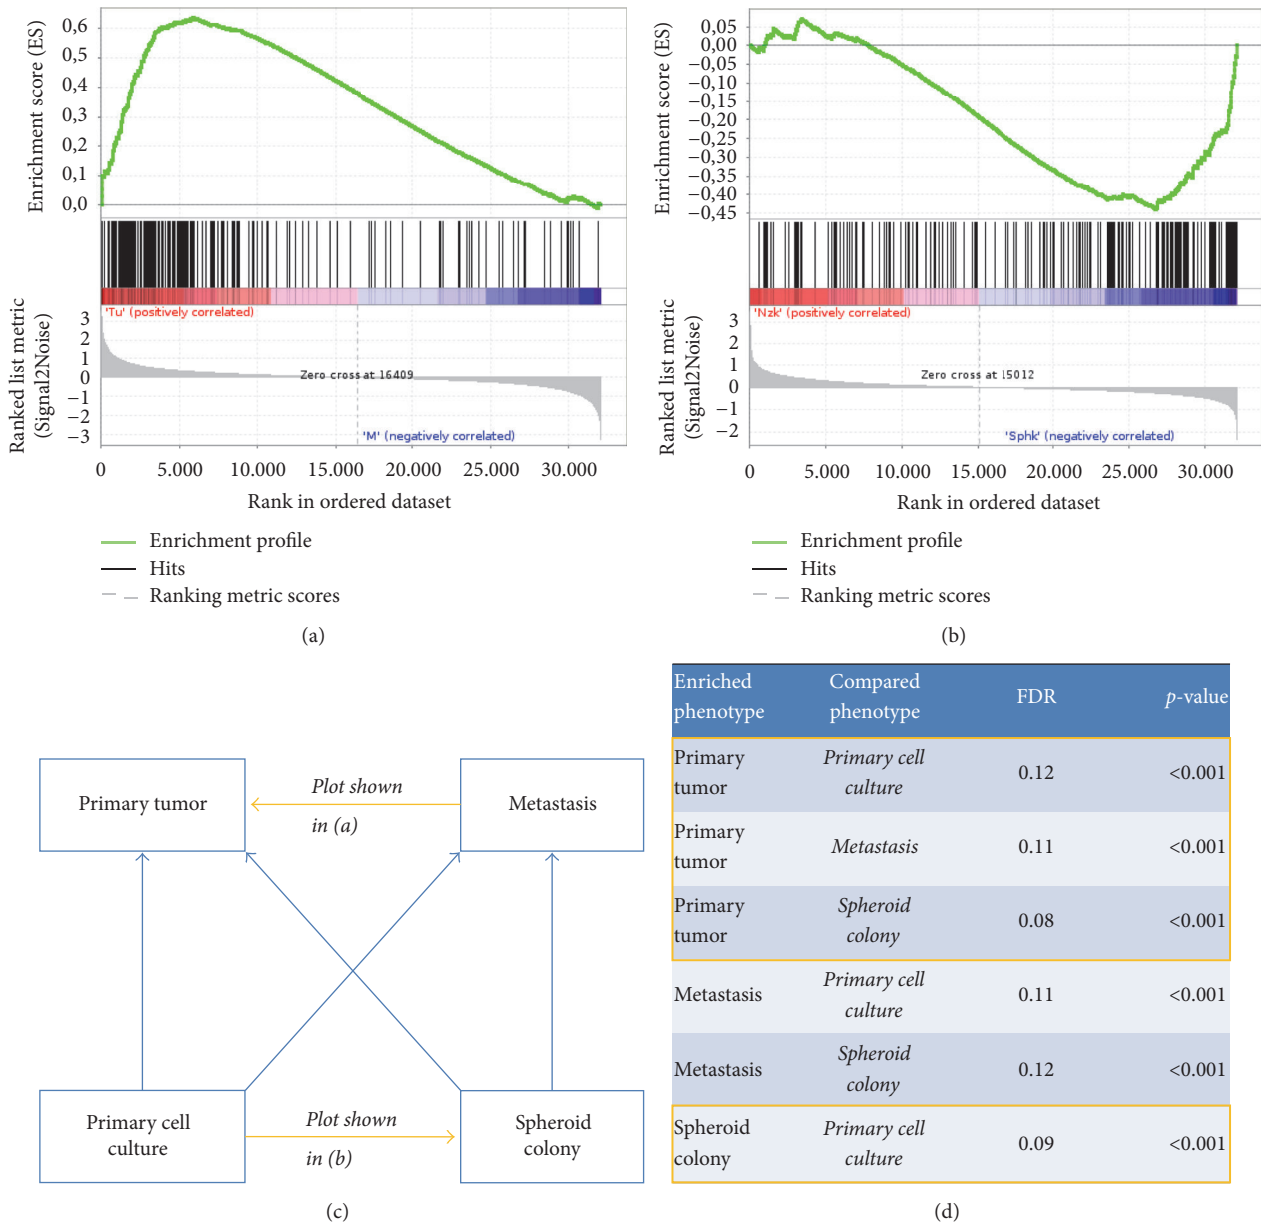 Enrichment score (ES)
0,6
0,5
0,4
0,3
0,2
0,1
0,0
Ranked list metric
(Signal2Noise)
'Tu' (positively correlated)
3
2
1
0
−1
−2
−3
Zero cross at 16409
'M' (negatively correlated)
0 5.000 10.000 15.000 20.000 25.000 30.000
Rank in ordered dataset
Enrichment profile
Hits
Ranking metric scores
(a)
Enrichment score (ES)
0,05
0,00
−0,05
−0,10
−0,15
−0,20
−0,25
−0,30
−0,35
−0,40
−0,45
Ranked list metric
(Signal2Noise)
'Nzk' (positively correlated)
3
2
1
0
−1
−2
Zero cross at 15012
'Sphk' (negatively correlated)
0 5.000 10.000 15.000 20.000 25.000 30.000
Rank in ordered dataset
Enrichment profile
Hits
Ranking metric scores
(b)
Primary tumor
Plot shown
in (a)
Metastasis
Primary cell
culture
Plot shown
in (b)
Spheroid
colony
(c)
Enriched
phenotype
Compared
phenotype
FDR
p-value
Primary
tumor
Primary cell
culture
0.12
<0.001
Primary
tumor
Metastasis
0.11
<0.001
Primary
tumor
Spheroid
colony
0.08
<0.001
Metastasis
Primary cell
culture
0.11
<0.001
Metastasis
Spheroid
colony
0.12
<0.001
Spheroid
colony
Primary cell
culture
0.09
<0.001
(d)